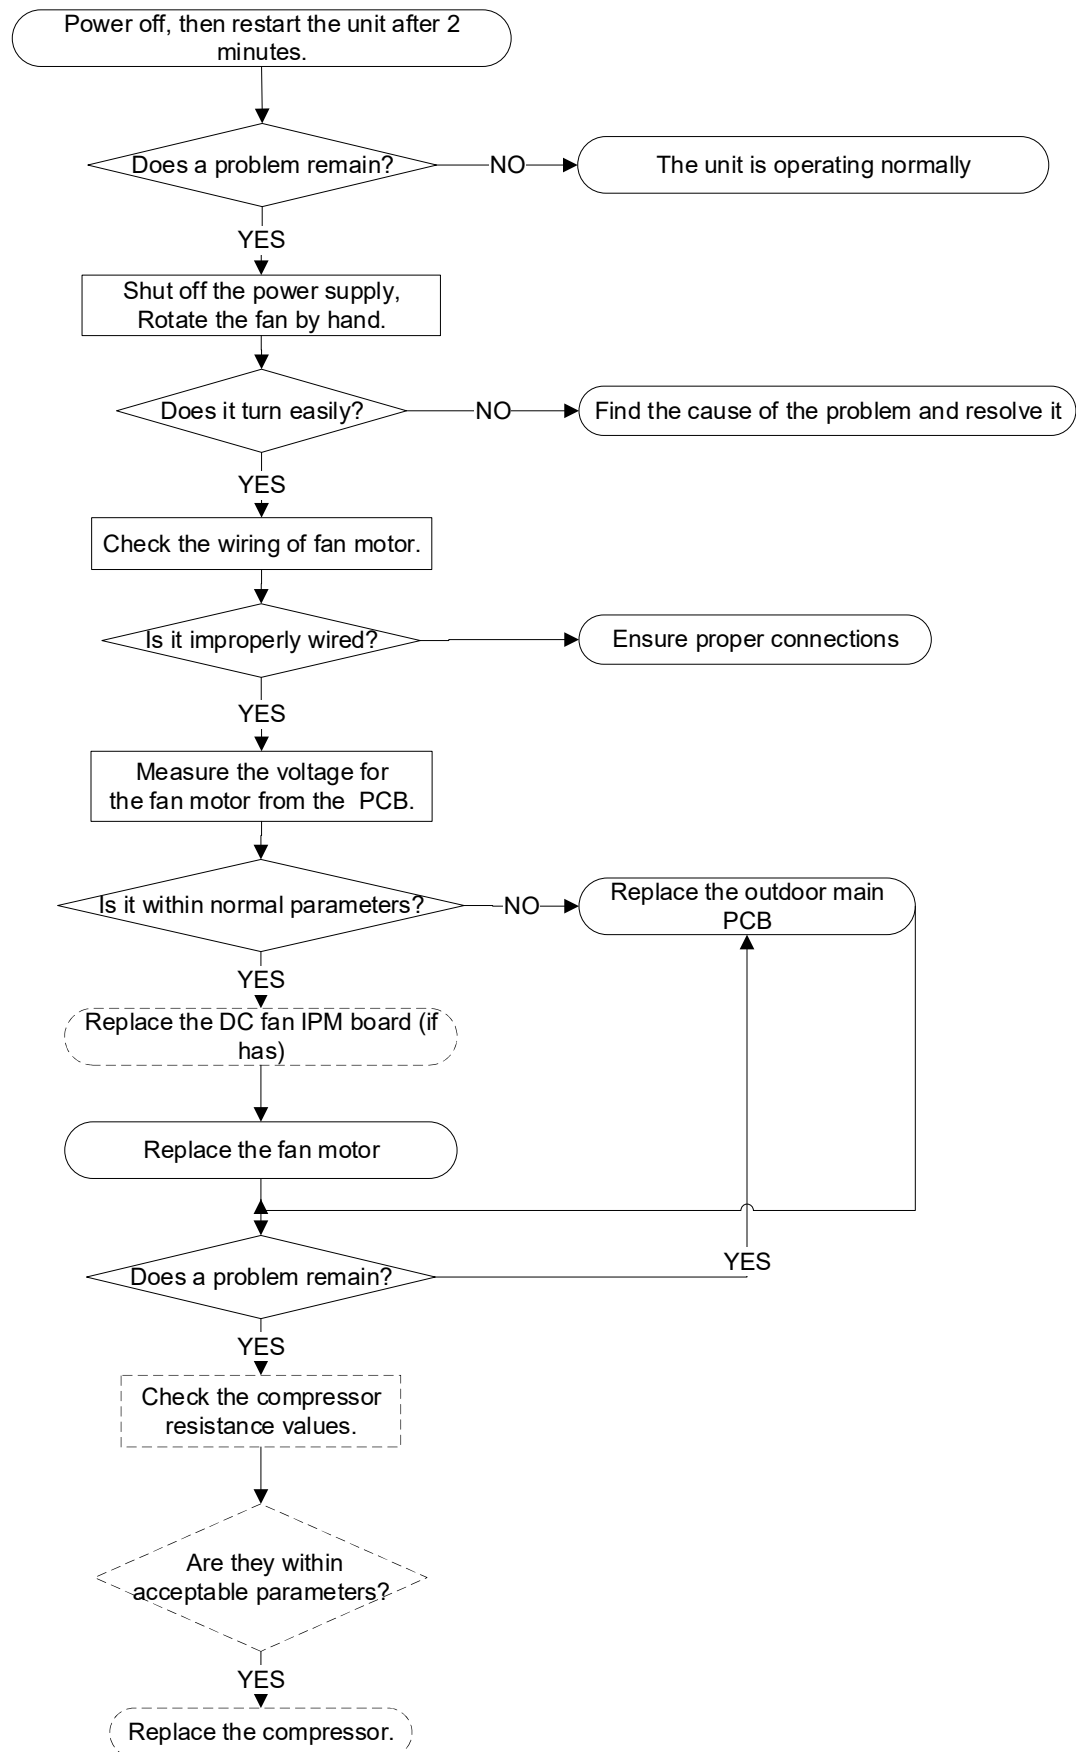 Power off, then restart the unit after 2
minutes.
Does a problem remain?
NO
The unit is operating normally
YES
Shut off the power supply,
Rotate the fan by hand.
Does it turn easily?
NO
Find the cause of the problem and resolve it
YES
Check the wiring of fan motor.
Is it improperly wired?
Ensure proper connections
YES
Measure the voltage for
the fan motor from the PCB.
Is it within normal parameters?
NO
Replace the outdoor main
PCB
YES
Replace the DC fan IPM board (if
has)
Replace the fan motor
Does a problem remain?
YES
YES
Check the compressor
resistance values.
Are they within
acceptable parameters?
YES
Replace the compressor.